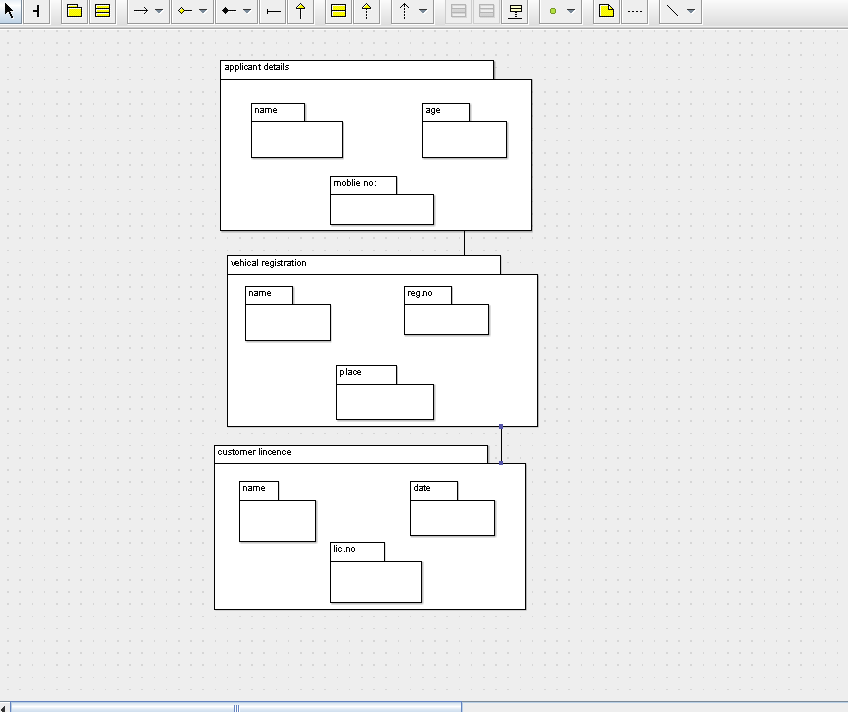 applicant details
name
age
moblie no:
vehical registration
name
reg.no
place
customer lincence
name
date
lic.no